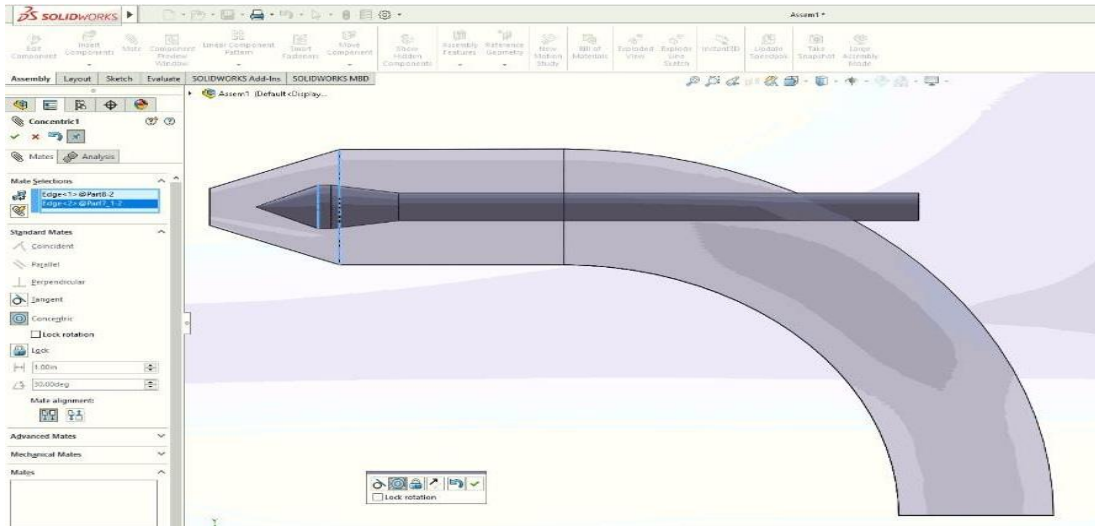 SOLIDWORKS
Assem1 *
Edit Component
Insert Components
Mate
Component Preview Window
Linear Component Pattern
Smart Fasteners
Move Component
Show Hidden Components
Assembly Features
Reference Geometry
New Motion Study
Bill of Materials
Exploded View
Explode Line Sketch
Instant3D
Update Speedpak
Take Snapshot
Large Assembly Mode
Assembly Layout Sketch Evaluate SOLIDWORKS Add-Ins SOLIDWORKS MBD
Assem1 (Default<Display...
Concentric1
Mates Analysis
Mate Selections
Edge<1>@Part8-2
Edge<2>@Part7_1-2
Standard Mates
Coincident
Parallel
Perpendicular
Tangent
Concentric
Lock rotation
Lock
1.00m
30.00deg
Mate alignment:
Advanced Mates
Mechanical Mates
Mates
Lock rotation
Y